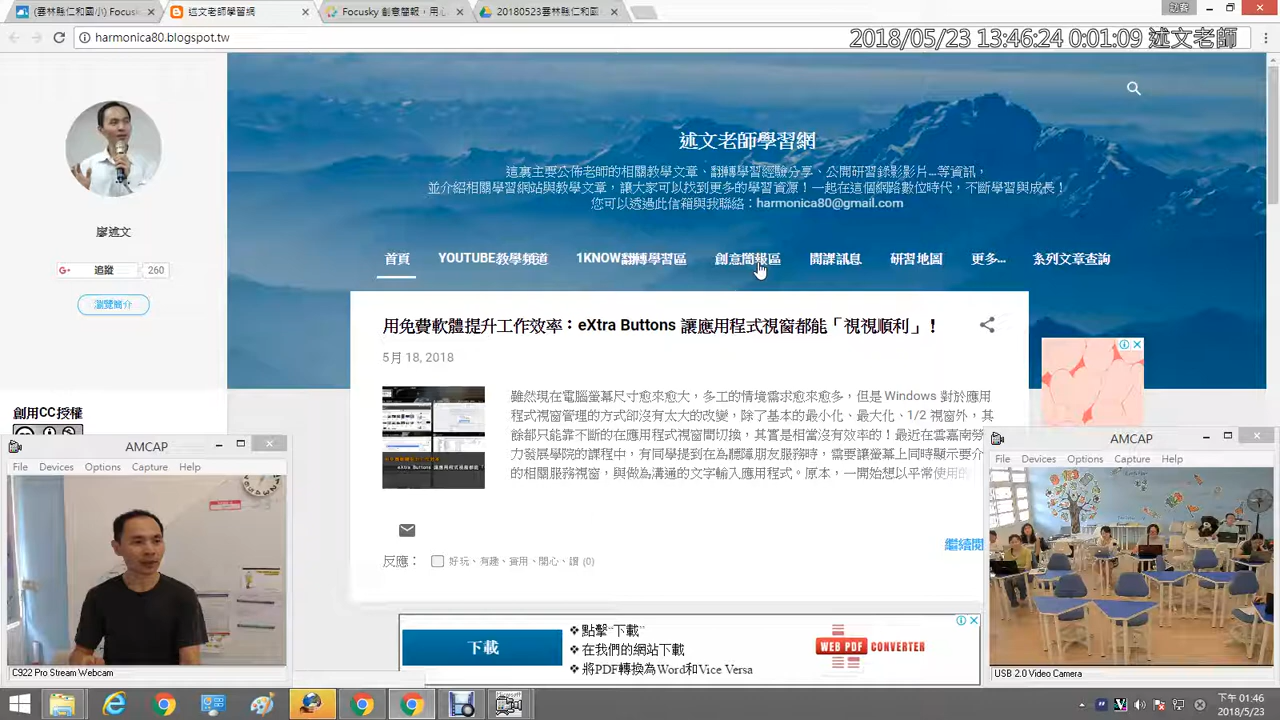 (雲林縣仁和國小) Focusk
述文老師學習網
Focusky 創意簡報，用心
20180523雲林縣仁和國
harmonica80.blogspot.tw
2018/05/23 13:46:24 0:01:09 述文老師
述文老師學習網
這裏主要公佈老師的相關教學文章、翻轉學習經驗分享、公開研習錄影影片...等資訊，
並介紹相關學習網站與教學文章，讓大家可以找到更多的學習資源！一起在這個網路數位時代，不斷學習與成長！
您可以透過此信箱與我聯絡：harmonica80@gmail.com
廖述文
追蹤
260
瀏覽簡介
首頁
YOUTUBE教學頻道
1KNOW翻轉學習區
創意簡報區
開課訊息
研習地圖
更多...
系列文章查詢
用免費軟體提升工作效率：eXtra Buttons 讓應用程式視窗都能「視視順利」！
5月 18, 2018
雖然現在電腦螢幕尺寸愈來愈大，多工的情境需求愈來愈多，但是 Windows 對於應用
程式視窗管理的方式卻沒有太大的改變，除了基本的最小化、最大化、1/2 視窗外，其
餘都只能靠不斷的在應用程式視窗間切換，其實是相當沒有效率的！最近在雲嘉南勞
力發展學院的課程中，有同學提到在為聽障朋友服務時，需要讓螢幕上同時顯示要介
的相關服務視窗，與做為溝通的文字輸入應用程式。原本，一開始想以平常使用的
繼續閱
反應：
好玩、有趣、實用、開心、讚 (0)
創用CC授權
AMCAP
File Devices Options Capture Help
C922 Pro Stream Webcam
AMCAP
File Devices Options Capture Help
USB 2.0 Video Camera
下載
❖ 點擊“下載”
❖ 在我們的網站下載
❖ 將PDF轉換為Word和Vice Versa
WEB PDF CONVERTER
下午 01:46
2018/5/23